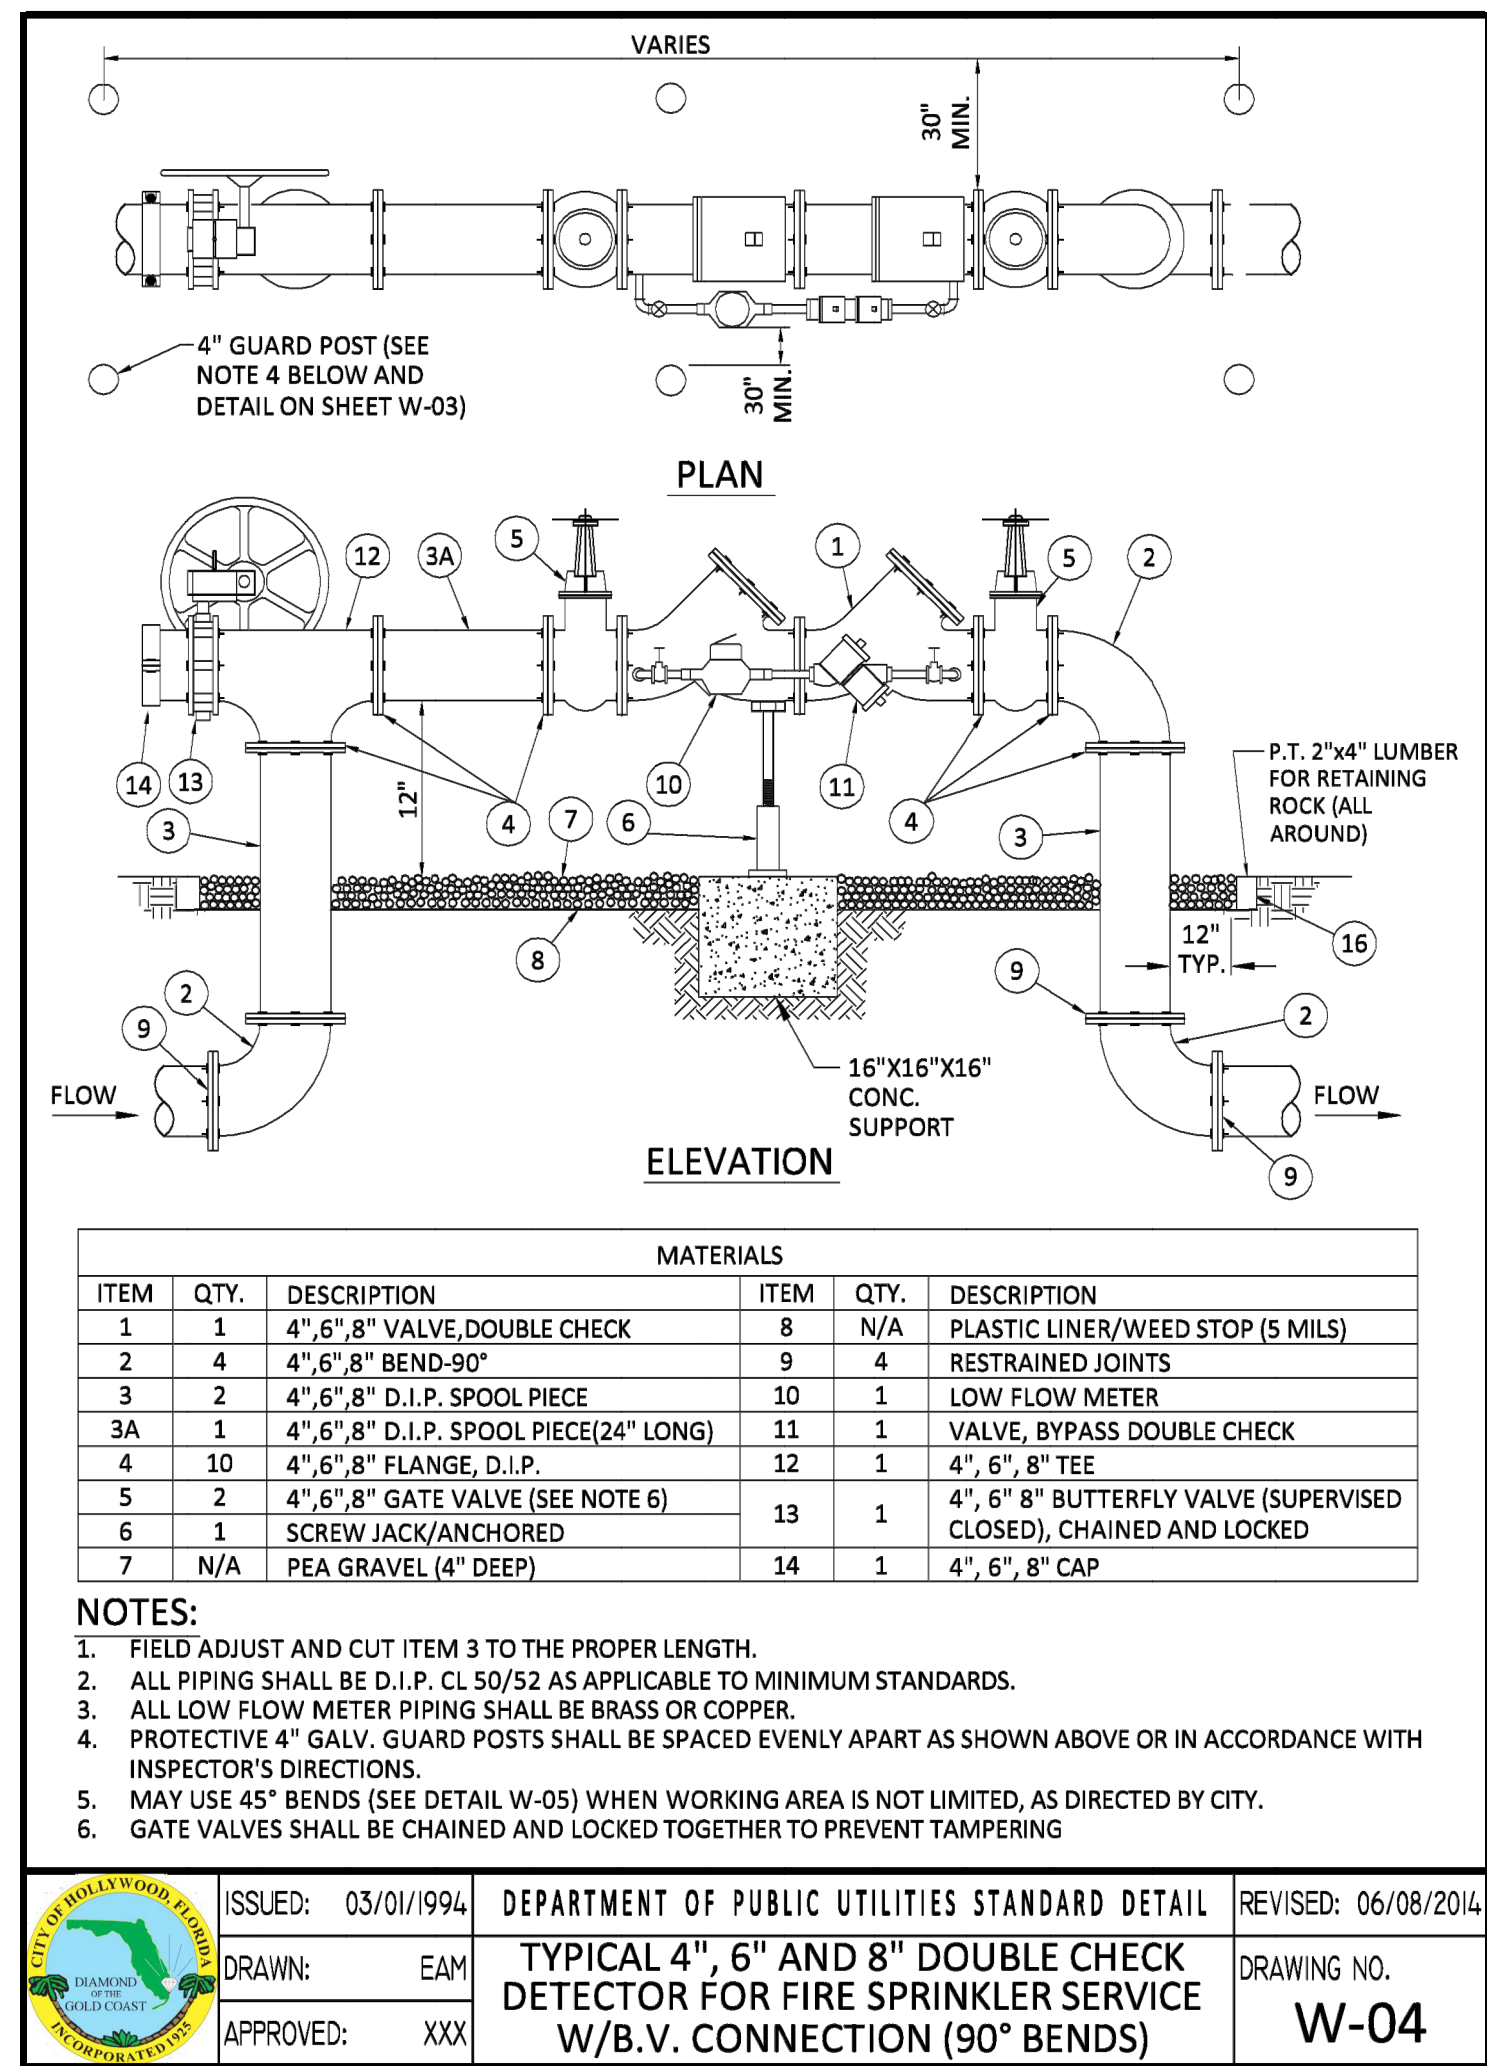 VARIES
30"
MIN.
4" GUARD POST (SEE
NOTE 4 BELOW AND
DETAIL ON SHEET W-03)
30"
MIN.
PLAN
12
3A
5
1
5
2
14
13
3
12"
4
7
6
10
11
4
3
P.T. 2"x4" LUMBER
FOR RETAINING
ROCK (ALL
AROUND)
8
9
12"
TYP.
16
2
9
2
FLOW
16"X16"X16"
CONC.
SUPPORT
FLOW
9
ELEVATION
MATERIALS
ITEM QTY. DESCRIPTION ITEM QTY. DESCRIPTION
1 1 4",6",8" VALVE,DOUBLE CHECK 8 N/A PLASTIC LINER/WEED STOP (5 MILS)
2 4 4",6",8" BEND-90° 9 4 RESTRAINED JOINTS
3 2 4",6",8" D.I.P. SPOOL PIECE 10 1 LOW FLOW METER
3A 1 4",6",8" D.I.P. SPOOL PIECE(24" LONG) 11 1 VALVE, BYPASS DOUBLE CHECK
4 10 4",6",8" FLANGE, D.I.P. 12 1 4", 6", 8" TEE
5 2 4",6",8" GATE VALVE (SEE NOTE 6) 13 1 4", 6" 8" BUTTERFLY VALVE (SUPERVISED
6 1 SCREW JACK/ANCHORED CLOSED), CHAINED AND LOCKED
7 N/A PEA GRAVEL (4" DEEP) 14 1 4", 6", 8" CAP
NOTES:
1. FIELD ADJUST AND CUT ITEM 3 TO THE PROPER LENGTH.
2. ALL PIPING SHALL BE D.I.P. CL 50/52 AS APPLICABLE TO MINIMUM STANDARDS.
3. ALL LOW FLOW METER PIPING SHALL BE BRASS OR COPPER.
4. PROTECTIVE 4" GALV. GUARD POSTS SHALL BE SPACED EVENLY APART AS SHOWN ABOVE OR IN ACCORDANCE WITH
INSPECTOR'S DIRECTIONS.
5. MAY USE 45° BENDS (SEE DETAIL W-05) WHEN WORKING AREA IS NOT LIMITED, AS DIRECTED BY CITY.
6. GATE VALVES SHALL BE CHAINED AND LOCKED TOGETHER TO PREVENT TAMPERING
CITY OF HOLLYWOOD, FLORIDA
DIAMOND
OF THE
GOLD COAST
INCORPORATED 1925
ISSUED: 03/01/1994
DRAWN: EAM
APPROVED: XXX
DEPARTMENT OF PUBLIC UTILITIES STANDARD DETAIL
TYPICAL 4", 6" AND 8" DOUBLE CHECK
DETECTOR FOR FIRE SPRINKLER SERVICE
W/B.V. CONNECTION (90° BENDS)
REVISED: 06/08/2014
DRAWING NO.
W-04